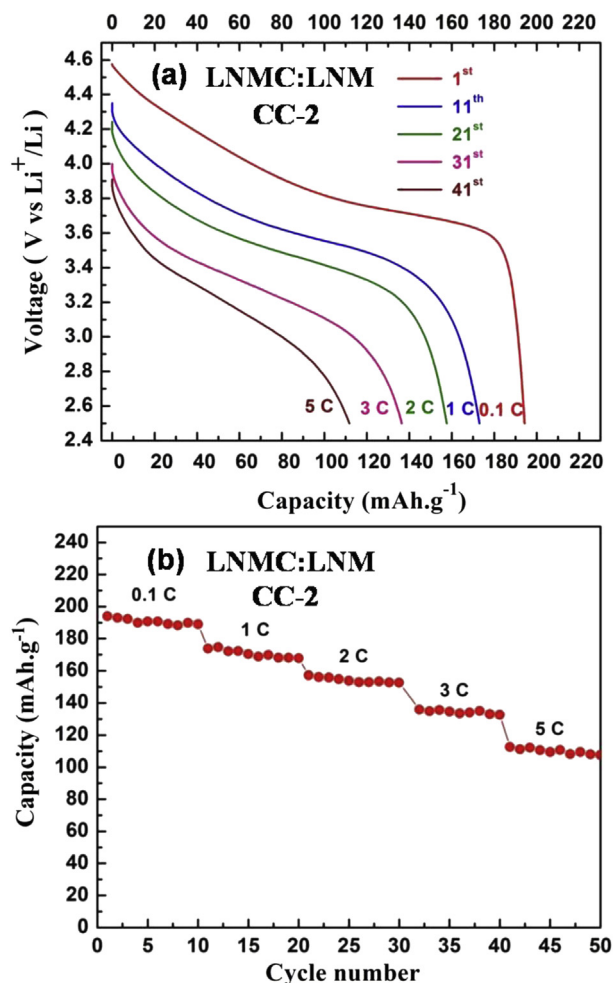 0 20 40 60 80 100 120 140 160 180 200 220
(a) LNMC:LNM
CC-2
1st
11th
21st
31st
41st
4.6
4.4
4.2
4.0
3.8
3.6
3.4
3.2
3.0
2.8
2.6
2.4
Voltage ( V vs Li+/Li)
5 C 3 C 2 C 1 C 0.1 C
0 20 40 60 80 100 120 140 160 180 200 220
Capacity (mAh.g-1)
(b) LNMC:LNM
CC-2
240
220
200
180
160
140
120
100
80
60
40
20
0
Capacity (mAh.g-1)
0.1 C
1 C
2 C
3 C
5 C
0 5 10 15 20 25 30 35 40 45 50
Cycle number